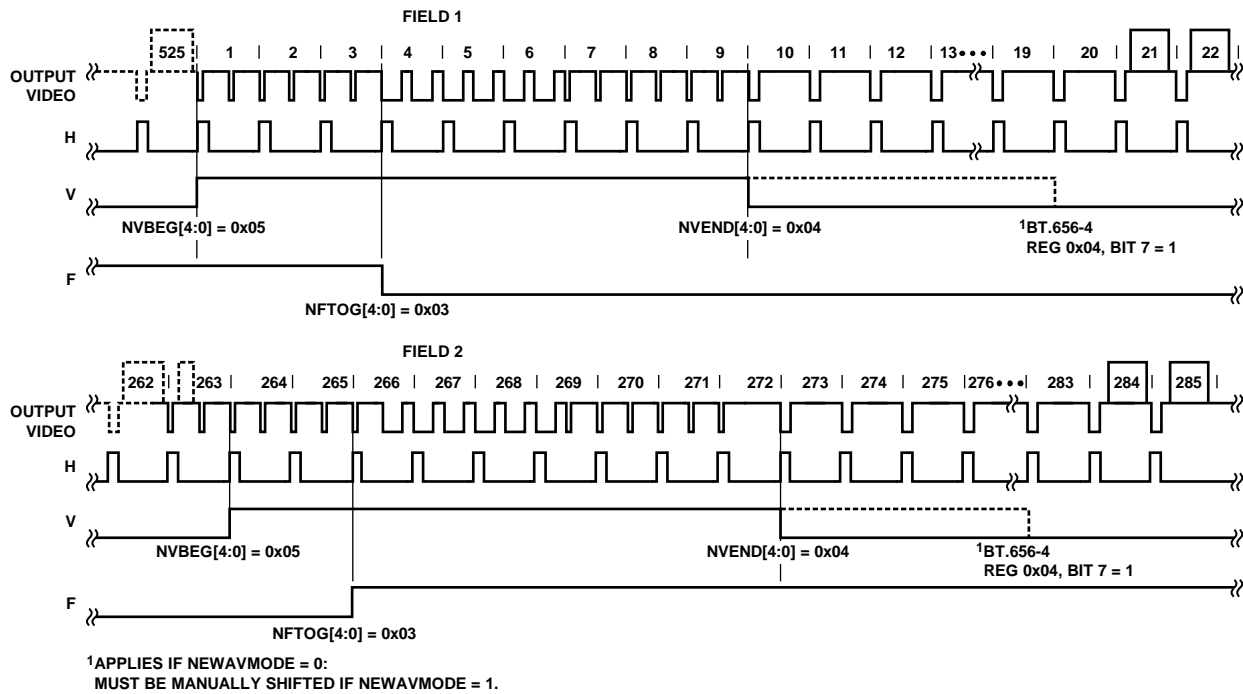 FIELD 1
525 1 2 3 4 5 6 7 8 9 10 11 12 13 ••• 19 20 21 22
OUTPUT
VIDEO
H
V
NVBEG[4:0] = 0x05
NVEND[4:0] = 0x04
1BT.656-4
REG 0x04, BIT 7 = 1
F
NFTOG[4:0] = 0x03
FIELD 2
262 263 264 265 266 267 268 269 270 271 272 273 274 275 276 ••• 283 284 285
OUTPUT
VIDEO
H
V
NVBEG[4:0] = 0x05
NVEND[4:0] = 0x04
1BT.656-4
REG 0x04, BIT 7 = 1
F
NFTOG[4:0] = 0x03
1APPLIES IF NEWAVMODE = 0:
MUST BE MANUALLY SHIFTED IF NEWAVMODE = 1.